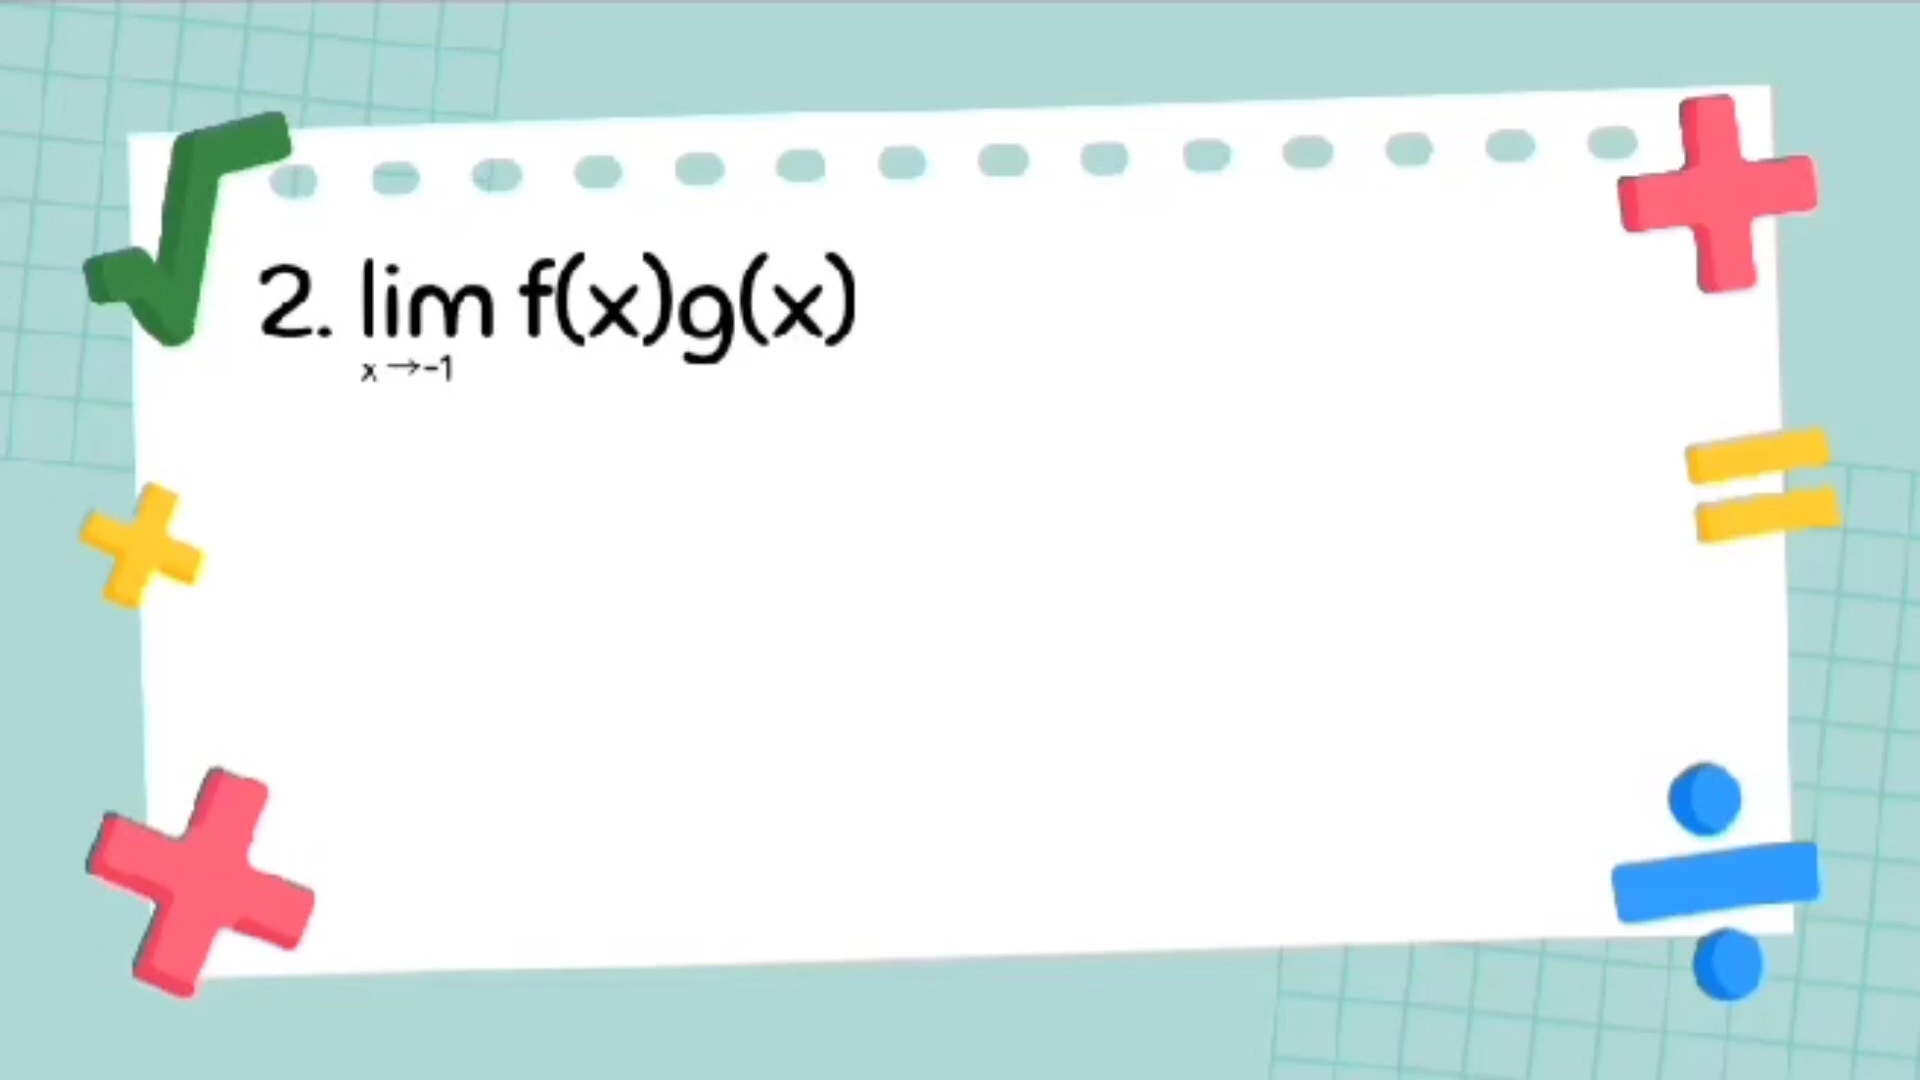 2. lim f(x)g(x)
x →-1